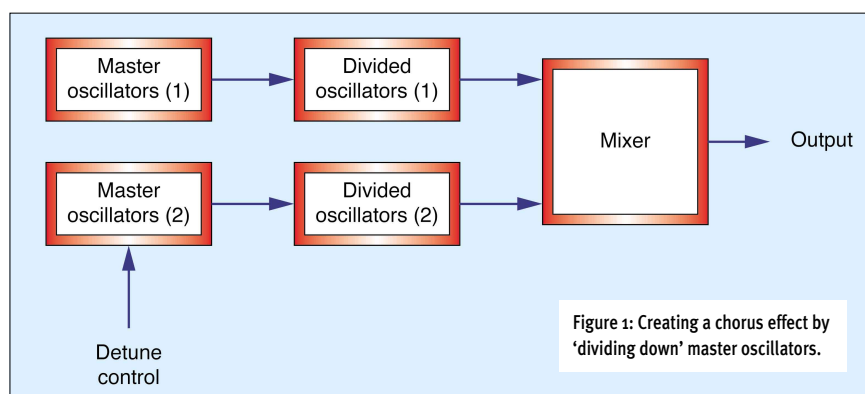 Master
oscillators (1)
Divided
oscillators (1)
Mixer
Output
Master
oscillators (2)
Divided
oscillators (2)
Detune
control
Figure 1: Creating a chorus effect by
‘dividing down’ master oscillators.